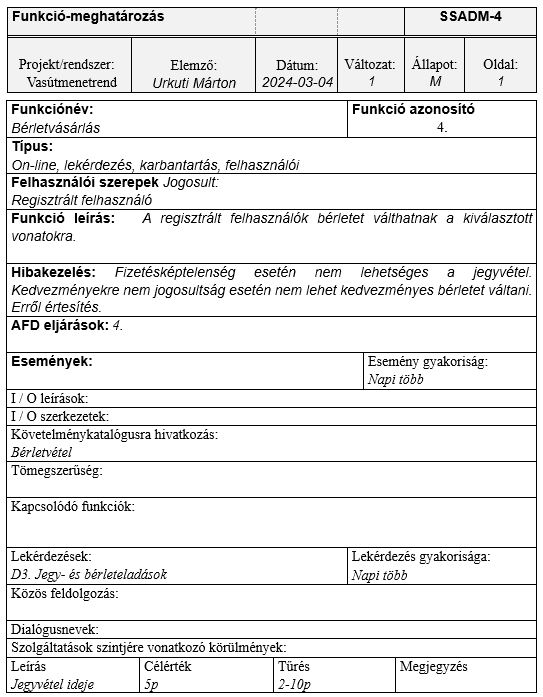 Funkció-meghatározás SSADM-4
Projekt/rendszer: Elemző: Dátum: Változat: Állapot: Oldal:
Vasútmenetrend Urkuti Márton 2024-03-04 1 M 1
Funkciónév: Funkció azonosító
Bérletvásárlás 4.
Típus:
On-line, lekérdezés, karbantartás, felhasználói
Felhasználói szerepek Jogosult:
Regisztrált felhasználó
Funkció leírás: A regisztrált felhasználók bérletet válthatnak a kiválasztott
vonatokra.
Hibakezelés: Fizetésképtelenség esetén nem lehetséges a jegyvétel.
Kedvezményekre nem jogosultság esetén nem lehet kedvezményes bérletet váltani.
Erről értesítés.
AFD eljárások: 4.
Események: Esemény gyakoriság:
Napi több
I / O leírások:
I / O szerkezetek:
Követelménykatalógusra hivatkozás:
Bérletvétel
Tömegszerűség:
Kapcsolódó funkciók:
Lekérdezések: Lekérdezés gyakorisága:
D3. Jegy- és bérleteladások Napi több
Közös feldolgozás:
Dialógusnevek:
Szolgáltatások szintjére vonatkozó körülmények:
Leírás Célérték Tűrés Megjegyzés
Jegyvétel ideje 5p 2-10p